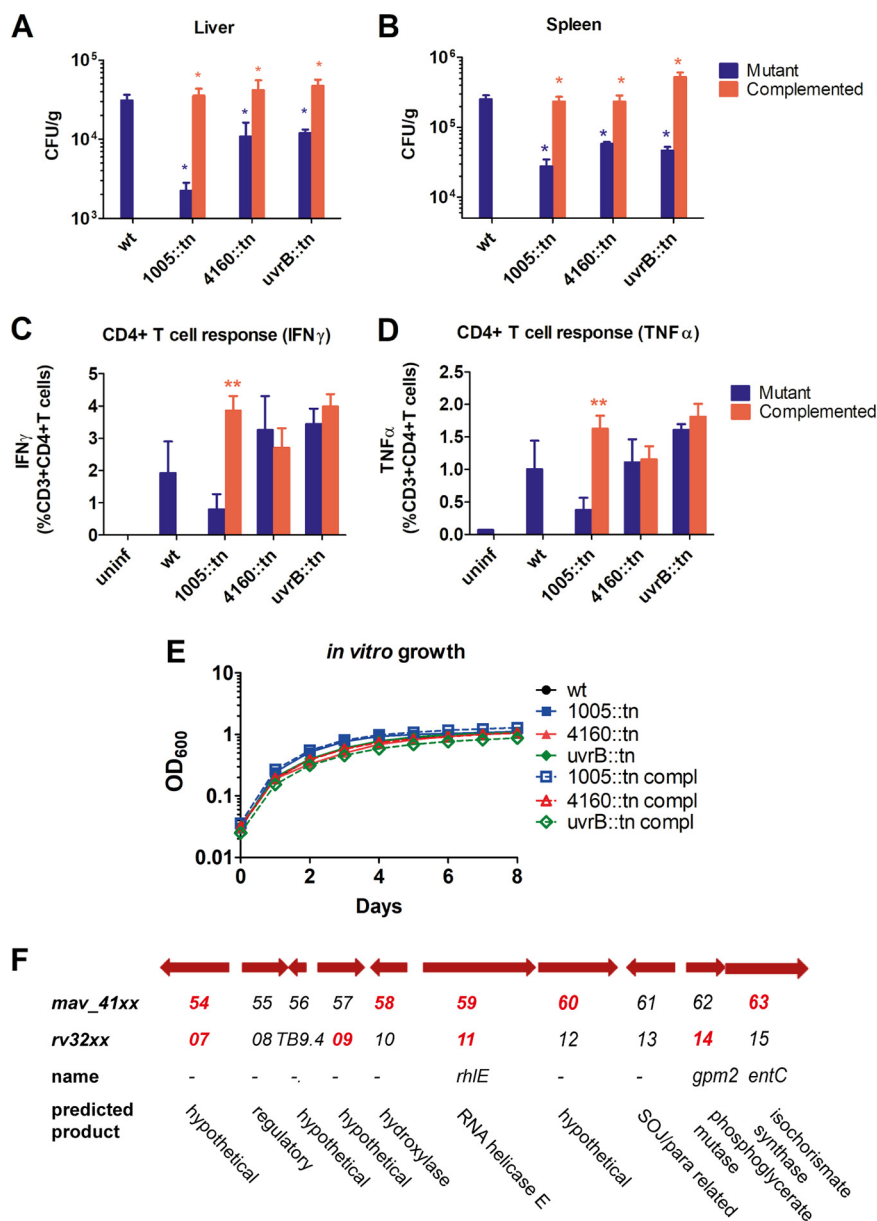 A
Liver
CFU/g
10^5
10^4
10^3
* * * * * *
wt
1005::tn
4160::tn
uvrB::tn
B
Spleen
CFU/g
10^6
10^5
10^4
* * * * * *
wt
1005::tn
4160::tn
uvrB::tn
Mutant
Complemented
C
CD4+ T cell response (IFNγ)
IFNγ
(%CD3+CD4+T cells)
5
4
3
2
1
0
**
uninf
wt
1005::tn
4160::tn
uvrB::tn
D
CD4+ T cell response (TNFα)
TNFα
(%CD3+CD4+T cells)
2.5
2.0
1.5
1.0
0.5
0.0
**
uninf
wt
1005::tn
4160::tn
uvrB::tn
Mutant
Complemented
E
in vitro growth
OD600
10
1
0.1
0.01
0 2 4 6 8
Days
wt
1005::tn
4160::tn
uvrB::tn
1005::tn compl
4160::tn compl
uvrB::tn compl
F
mav_41xx 54 55 56 57 58 59 60 61 62 63
rv32xx 07 08 TB9.4 09 10 11 12 13 14 15
name - - -. - - rhlE - - gpm2 entC
predicted
product
hypothetical
regulatory
hypothetical
hypothetical
hydroxylase
RNA helicase E
hypothetical
SOJ/para related
phosphoglycerate
mutase
isochorismate
synthase